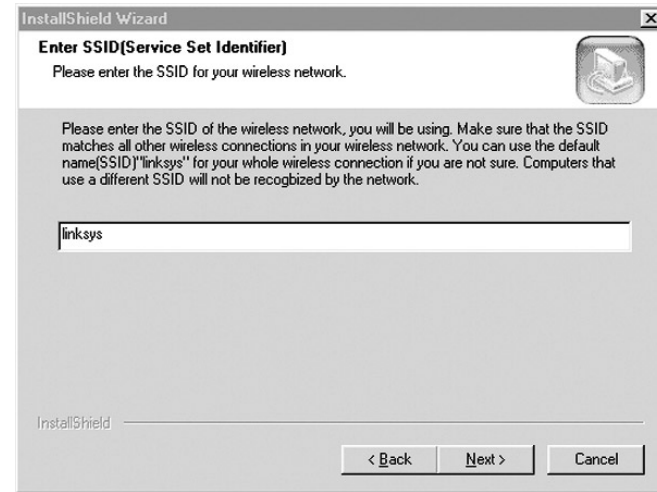 InstallShield Wizard
Enter SSID(Service Set Identifier)
Please enter the SSID for your wireless network.
Please enter the SSID of the wireless network, you will be using. Make sure that the SSID
matches all other wireless connections in your wireless network. You can use the default
name(SSID)"linksys" for your whole wireless connection if you are not sure. Computers that
use a different SSID will not be recogbized by the network.
linksys
InstallShield
< Back Next > Cancel